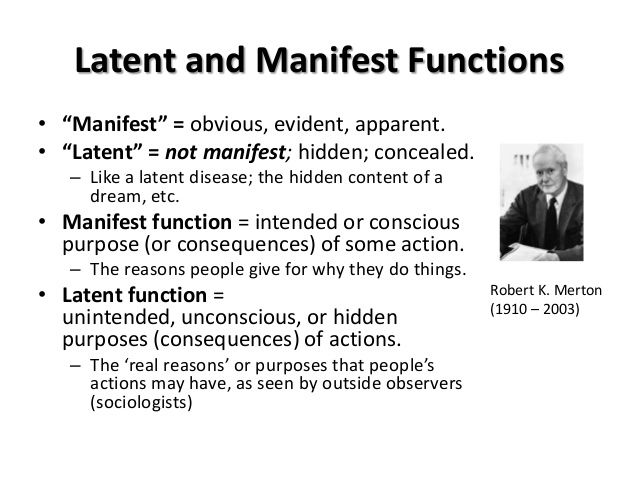 Latent and Manifest Functions
• “Manifest” = obvious, evident, apparent.
• “Latent” = not manifest; hidden; concealed.
– Like a latent disease; the hidden content of a
dream, etc.
• Manifest function = intended or conscious
purpose (or consequences) of some action.
– The reasons people give for why they do things.
• Latent function =
unintended, unconscious, or hidden
purposes (consequences) of actions.
– The ‘real reasons’ or purposes that people’s
actions may have, as seen by outside observers
(sociologists)
Robert K. Merton
(1910 – 2003)